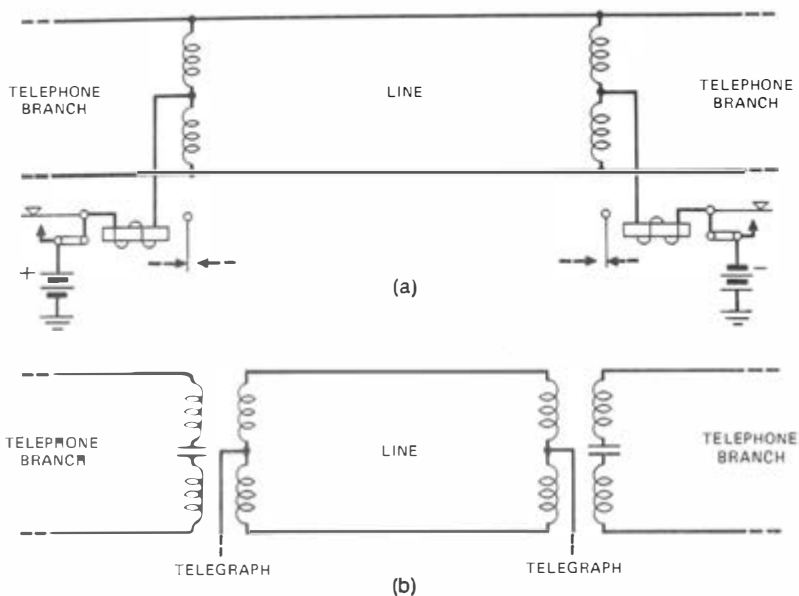 TELEPHONE
BRANCH
LINE
TELEPHONE
BRANCH
+
−
(a)
TELEPHONE
BRANCH
LINE
TELEPHONE
BRANCH
TELEGRAPH
TELEGRAPH
(b)